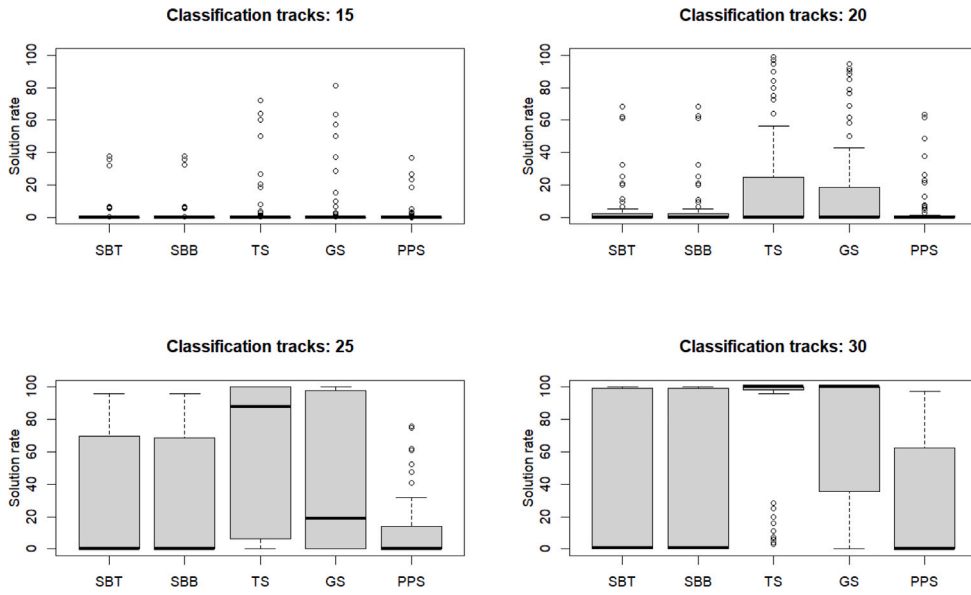 Classification tracks: 15
Solution rate
100
80
60
40
20
0
SBT SBB TS GS PPS
Classification tracks: 20
Solution rate
100
80
60
40
20
0
SBT SBB TS GS PPS
Classification tracks: 25
Solution rate
100
80
60
40
20
0
SBT SBB TS GS PPS
Classification tracks: 30
Solution rate
100
80
60
40
20
0
SBT SBB TS GS PPS